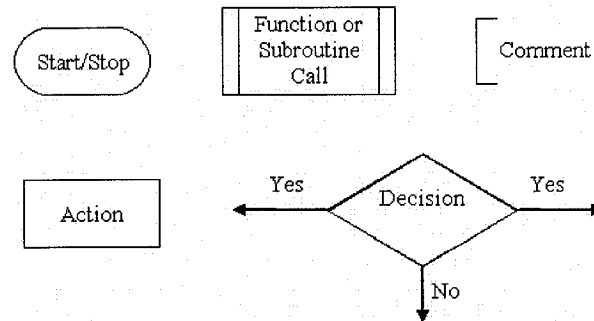 Start/Stop
Function or
Subroutine
Call
Comment
Action
Yes
Decision
Yes
No